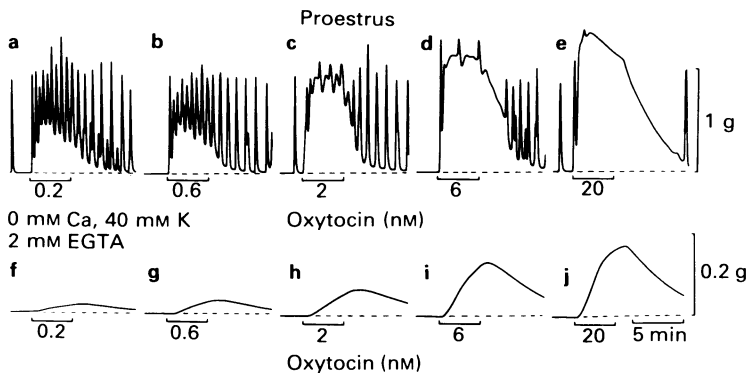 Proestrus
a b c d e
1 g
0.2 0.6 2 6 20
0 mM Ca, 40 mM K Oxytocin (nM)
2 mM EGTA
0.2 g
f g h i j
0.2 0.6 2 6 20 5 min
Oxytocin (nM)